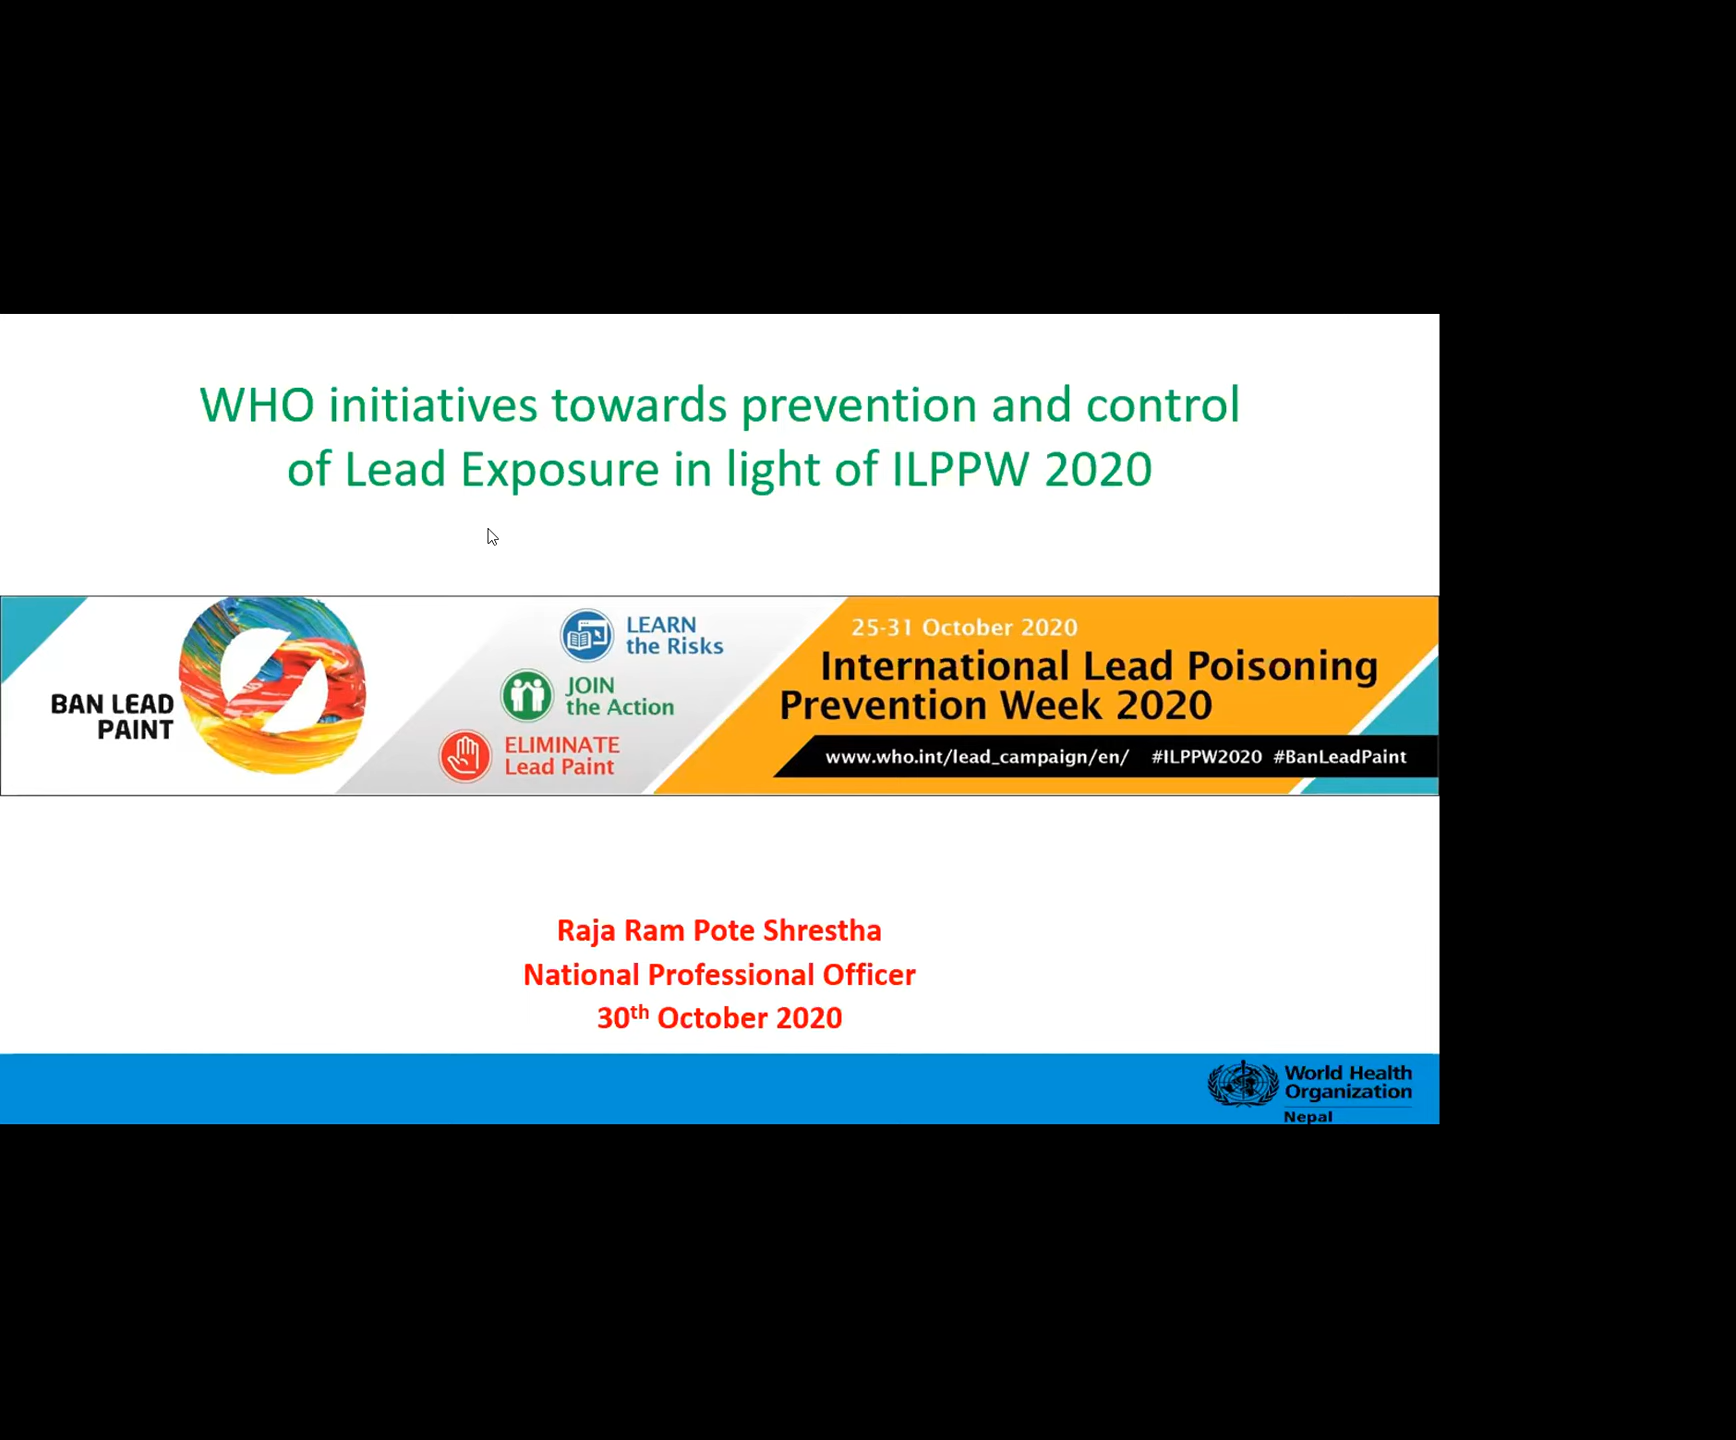 WHO initiatives towards prevention and control
of Lead Exposure in light of ILPPW 2020
BAN LEAD
PAINT
LEARN
the Risks
JOIN
the Action
ELIMINATE
Lead Paint
25-31 October 2020
International Lead Poisoning
Prevention Week 2020
www.who.int/lead_campaign/en/ #ILPPW2020 #BanLeadPaint
Raja Ram Pote Shrestha
National Professional Officer
30th October 2020
World Health
Organization
Nepal